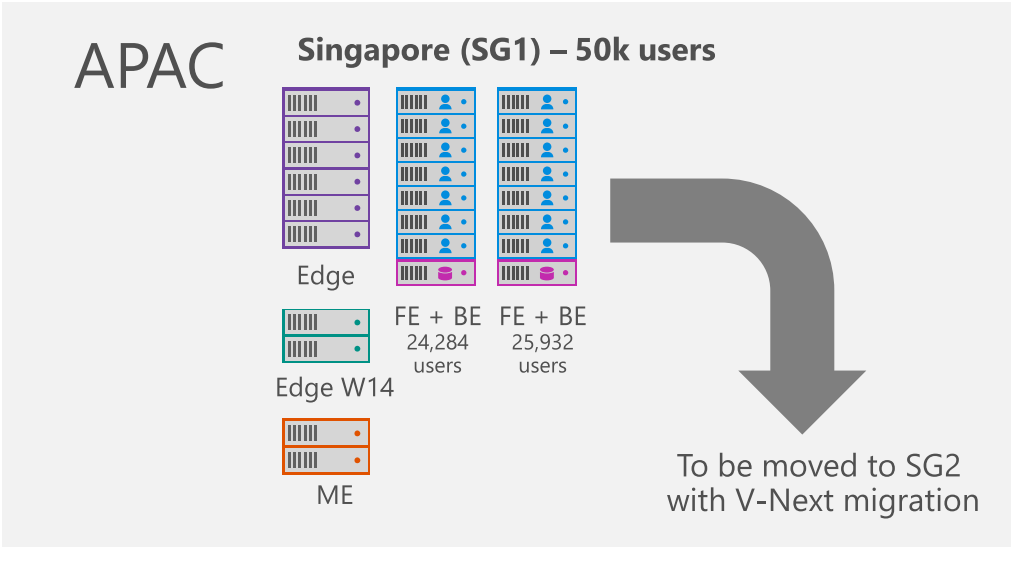 APAC
Singapore (SG1) – 50k users
Edge
FE + BE
24,284
users
FE + BE
25,932
users
Edge W14
ME
To be moved to SG2
with V-Next migration